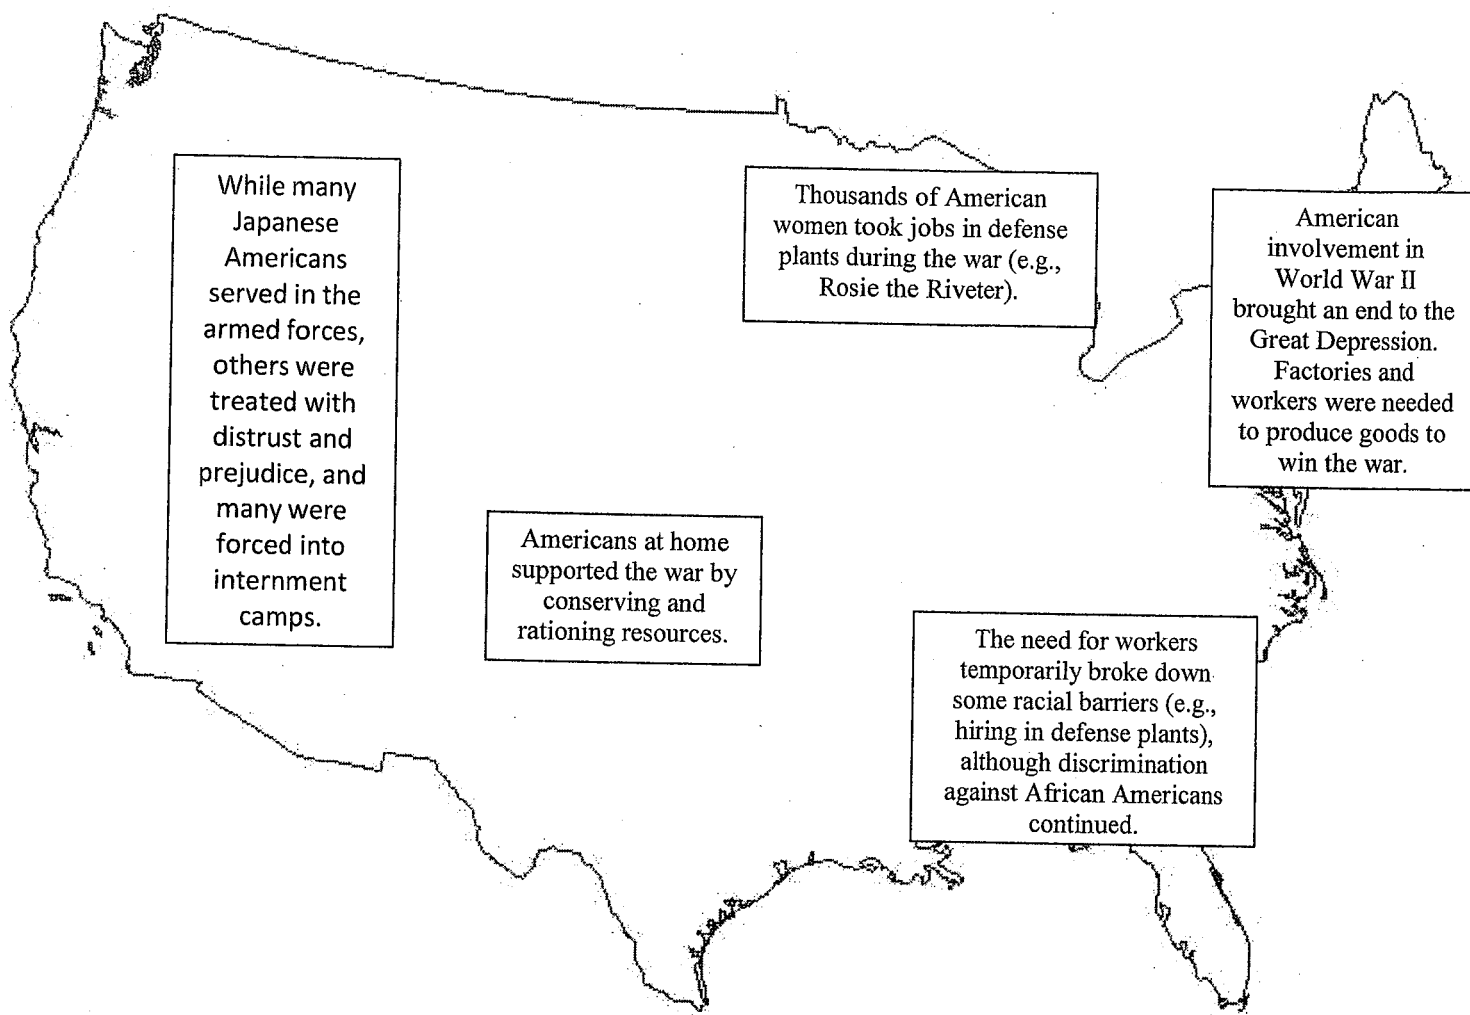 While many
Japanese
Americans
served in the
armed forces,
others were
treated with
distrust and
prejudice, and
many were
forced into
internment
camps.
Thousands of American
women took jobs in defense
plants during the war (e.g.,
Rosie the Riveter).
American
involvement in
World War II
brought an end to the
Great Depression.
Factories and
workers were needed
to produce goods to
win the war.
Americans at home
supported the war by
conserving and
rationing resources.
The need for workers
temporarily broke down
some racial barriers (e.g.,
hiring in defense plants),
although discrimination
against African Americans
continued.